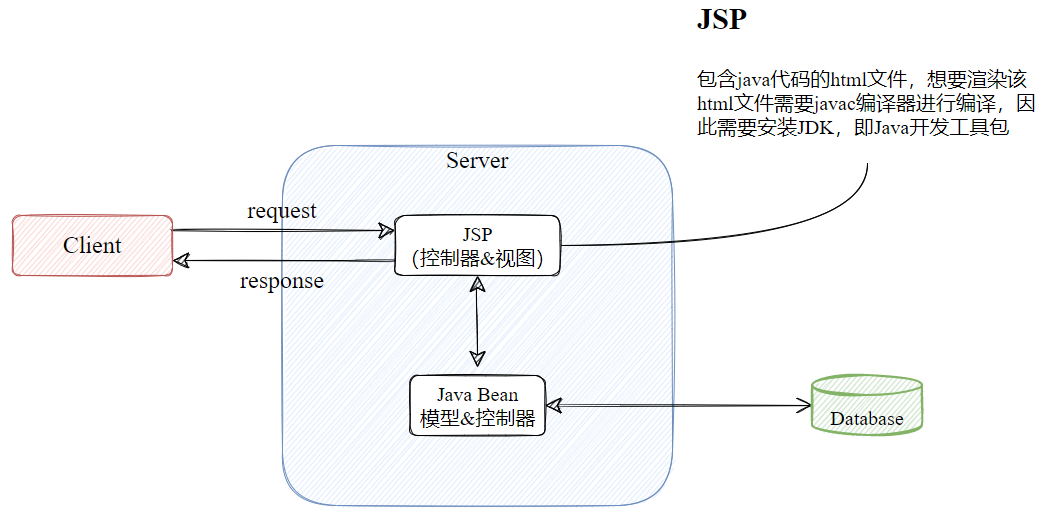 JSP
包含java代码的html文件，想要渲染该
html文件需要javac编译器进行编译，因
此需要安装JDK，即Java开发工具包
Server
request
Client
JSP
（控制器&视图）
response
Java Bean
模型&控制器
Database